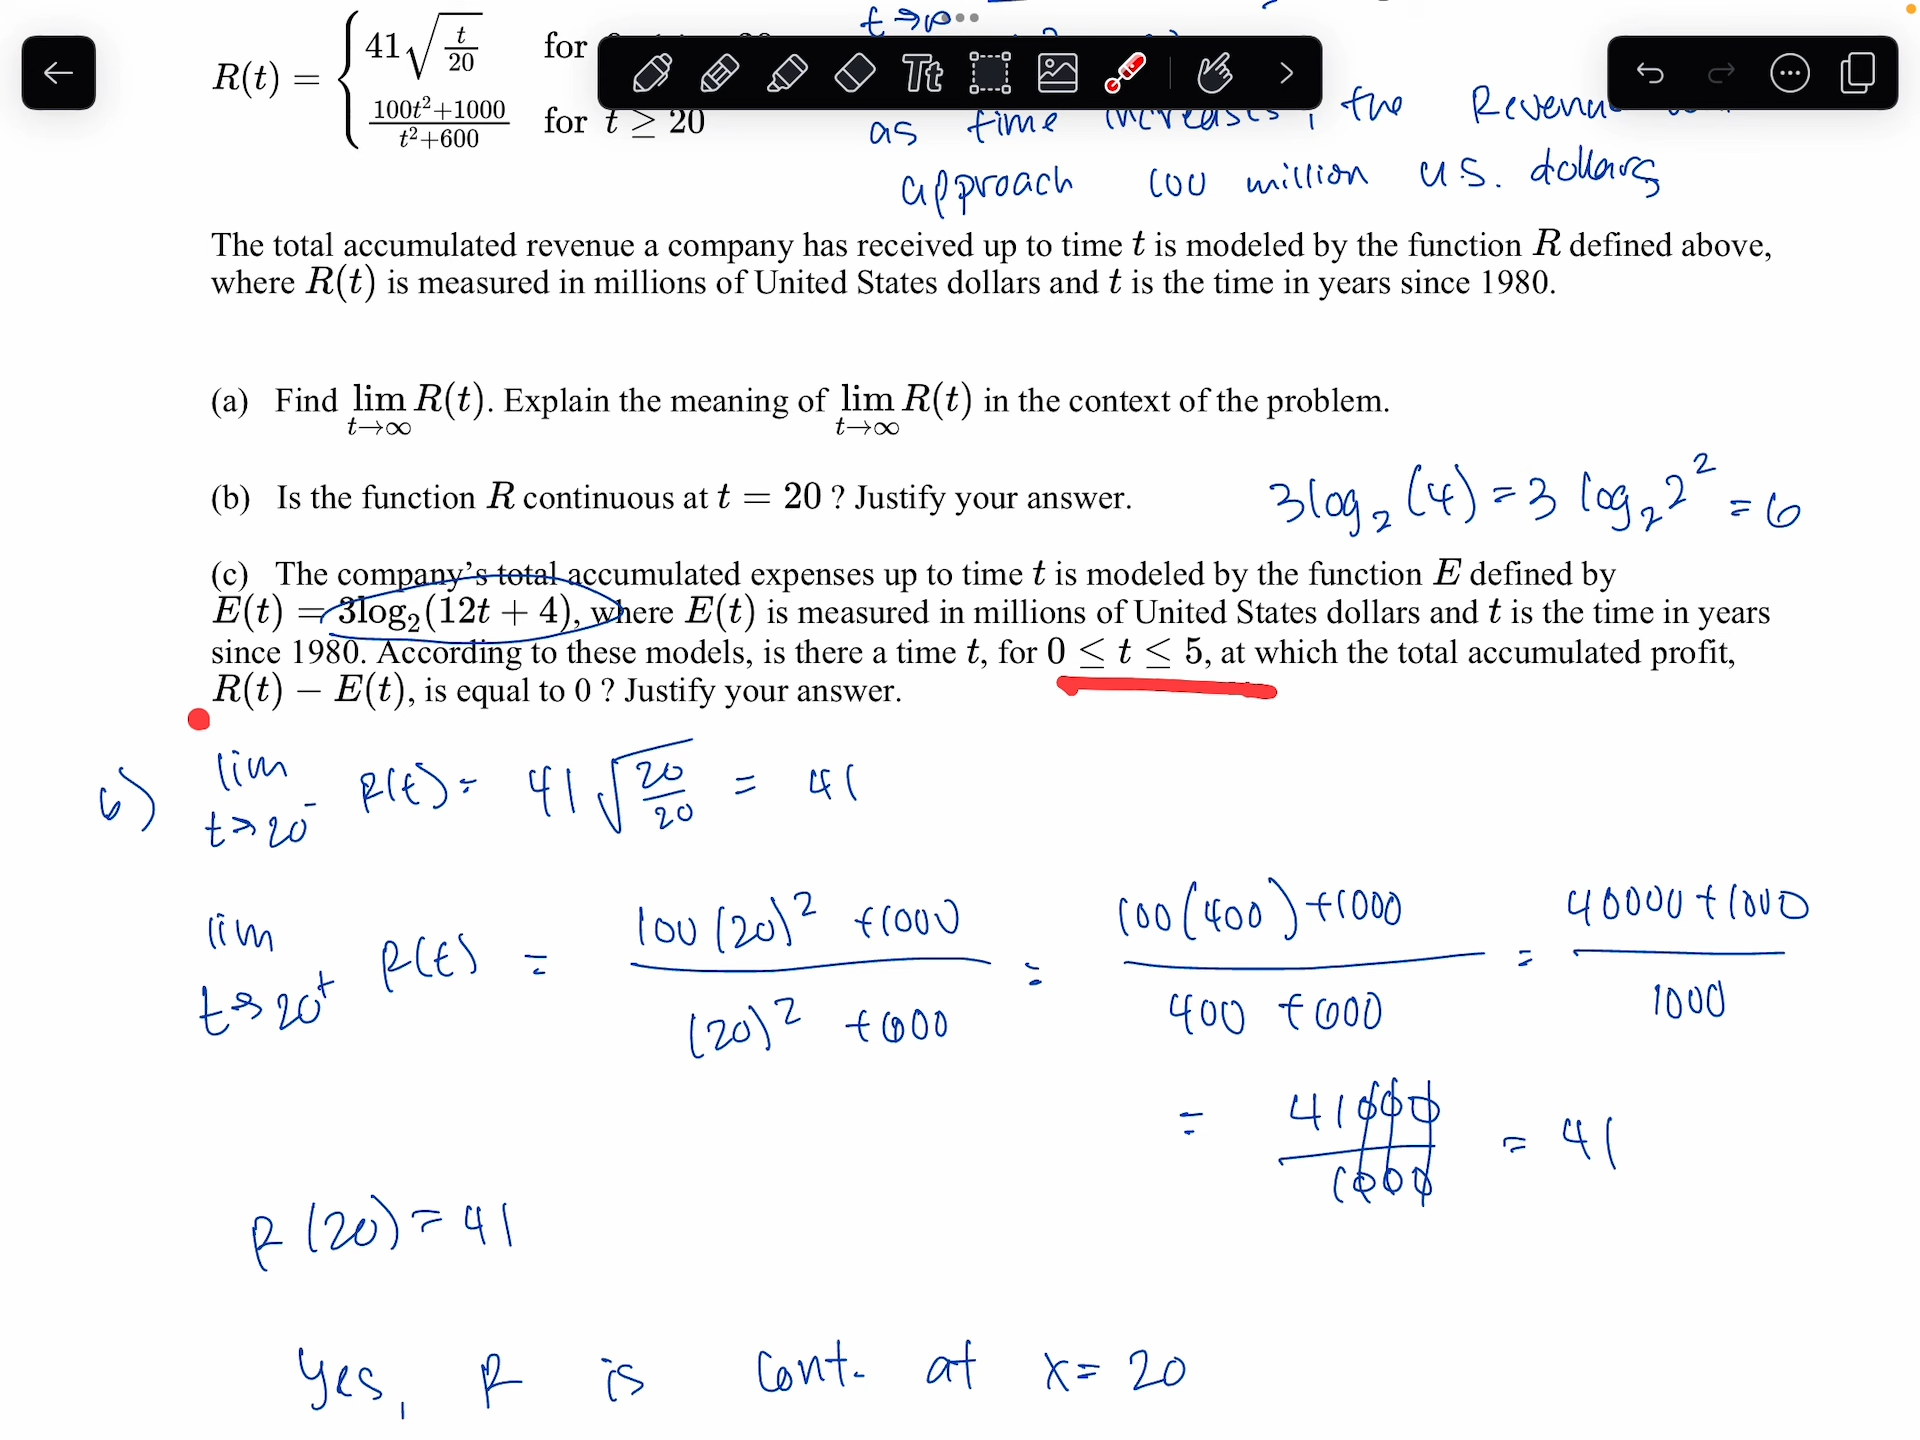 t→∞
R(t) = { 41√(t/20) for
(100t²+1000)/(t²+600) for t ≥ 20
as time increases, the Revenue
approach 100 million U.S. dollars
The total accumulated revenue a company has received up to time t is modeled by the function R defined above,
where R(t) is measured in millions of United States dollars and t is the time in years since 1980.
(a) Find lim t→∞ R(t). Explain the meaning of lim t→∞ R(t) in the context of the problem.
3log₂(4) = 3 log₂2² = 6
(b) Is the function R continuous at t = 20 ? Justify your answer.
(c) The company's total accumulated expenses up to time t is modeled by the function E defined by
E(t) = 3log₂(12t + 4), where E(t) is measured in millions of United States dollars and t is the time in years
since 1980. According to these models, is there a time t, for 0 ≤ t ≤ 5, at which the total accumulated profit,
R(t) − E(t), is equal to 0 ? Justify your answer.
b) lim t→20⁻ R(t) = 41√(20/20) = 41
lim t→20⁺ R(t) = (100(20)² + 1000)/((20)² + 600) = (100(400) + 1000)/(400 + 600) = (40000 + 1000)/1000
= 41000/1000 = 41
R(20) = 41
Yes, R is cont. at x = 20